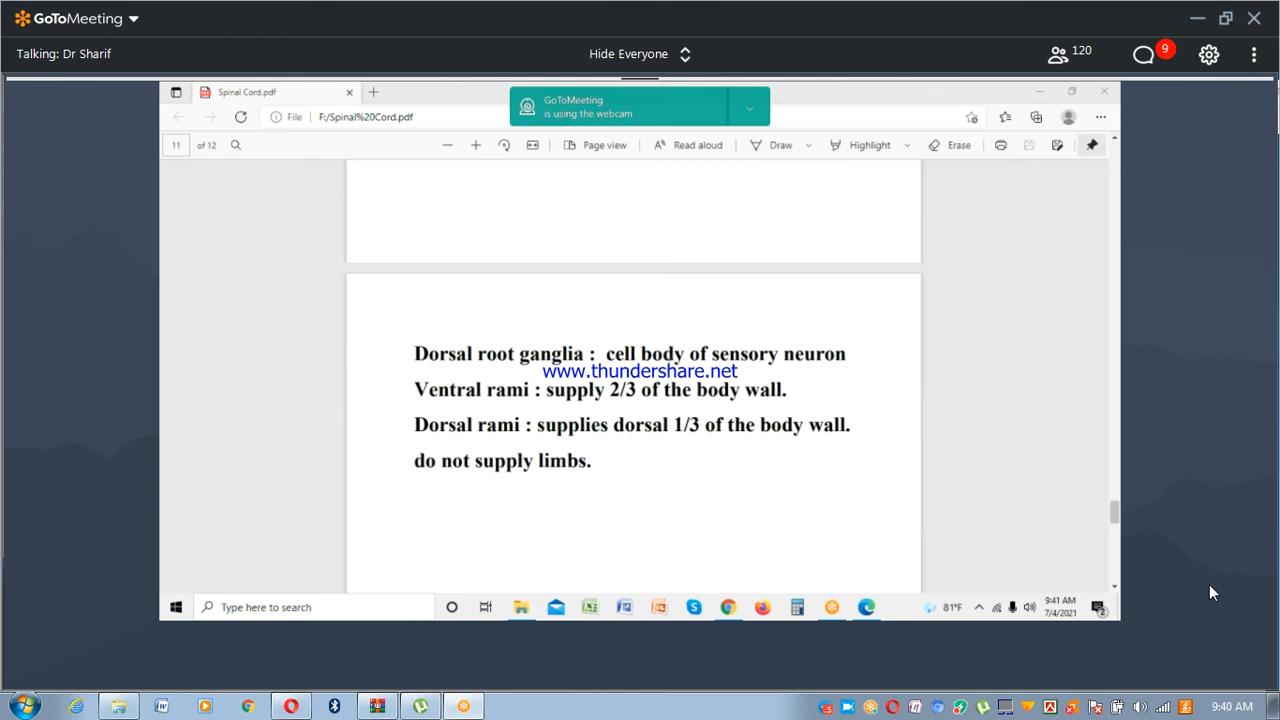 GoToMeeting
Talking: Dr Sharif
Hide Everyone
120
9
Spinal Cord.pdf
GoToMeeting
is using the webcam
File
F:/Spinal%20Cord.pdf
11
of 12
Page view
Read aloud
Draw
Highlight
Erase
Dorsal root ganglia : cell body of sensory neuron
www.thundershare.net
Ventral rami : supply 2/3 of the body wall.
Dorsal rami : supplies dorsal 1/3 of the body wall.
do not supply limbs.
Type here to search
81°F
9:41 AM
7/4/2021
2
9:40 AM